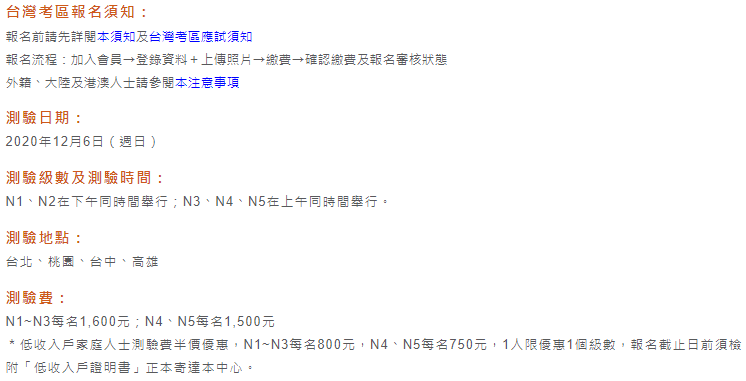 台灣考區報名須知：
報名前請先詳閱本須知及台灣考區應試須知
報名流程：加入會員→登錄資料＋上傳照片→繳費→確認繳費及報名審核狀態
外籍、大陸及港澳人士請參閱本注意事項
測驗日期：
2020年12月6日（週日）
測驗級數及測驗時間：
N1、N2在下午同時間舉行；N3、N4、N5在上午同時間舉行。
測驗地點：
台北、桃園、台中、高雄
測驗費：
N1~N3每名1,600元；N4、N5每名1,500元
＊低收入戶家庭人士測驗費半價優惠，N1~N3每名800元，N4、N5每名750元，1人限優惠1個級數，報名截止日前須檢
附「低收入戶證明書」正本寄達本中心。